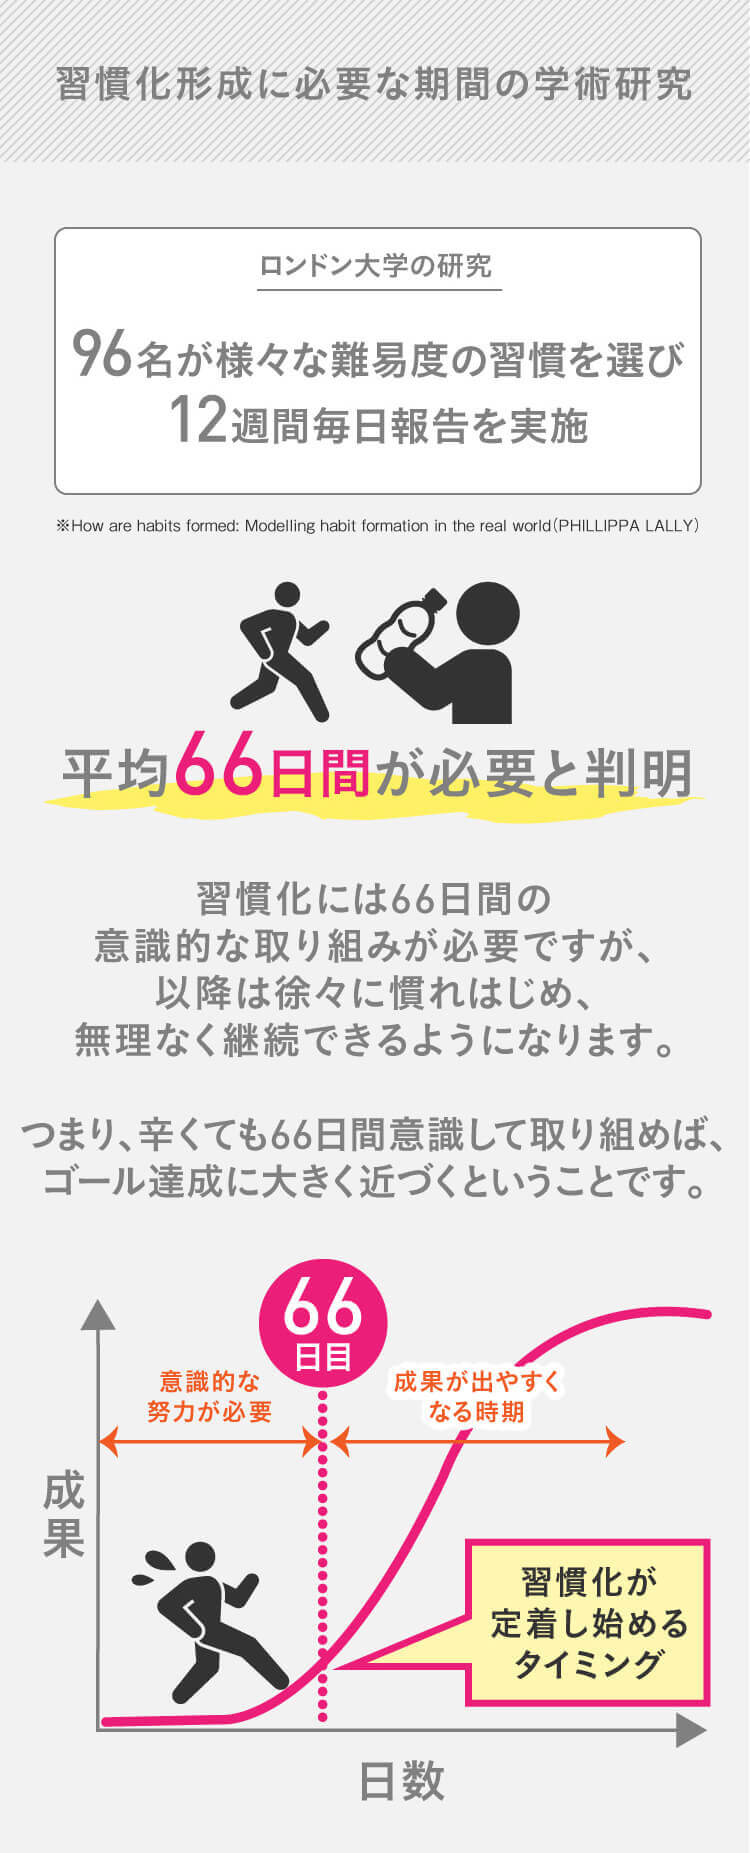 習慣化形成に必要な期間の学術研究
ロンドン大学の研究
96名が様々な難易度の習慣を選び
12週間毎日報告を実施
※How are habits formed: Modelling habit formation in the real world（PHILLIPPA LALLY）
平均66日間が必要と判明
習慣化には66日間の
意識的な取り組みが必要ですが、
以降は徐々に慣れはじめ、
無理なく継続できるようになります。
つまり、辛くても66日間意識して取り組めば、
ゴール達成に大きく近づくということです。
66
日目
意識的な
努力が必要
成果が出やすく
なる時期
成果
習慣化が
定着し始める
タイミング
日数